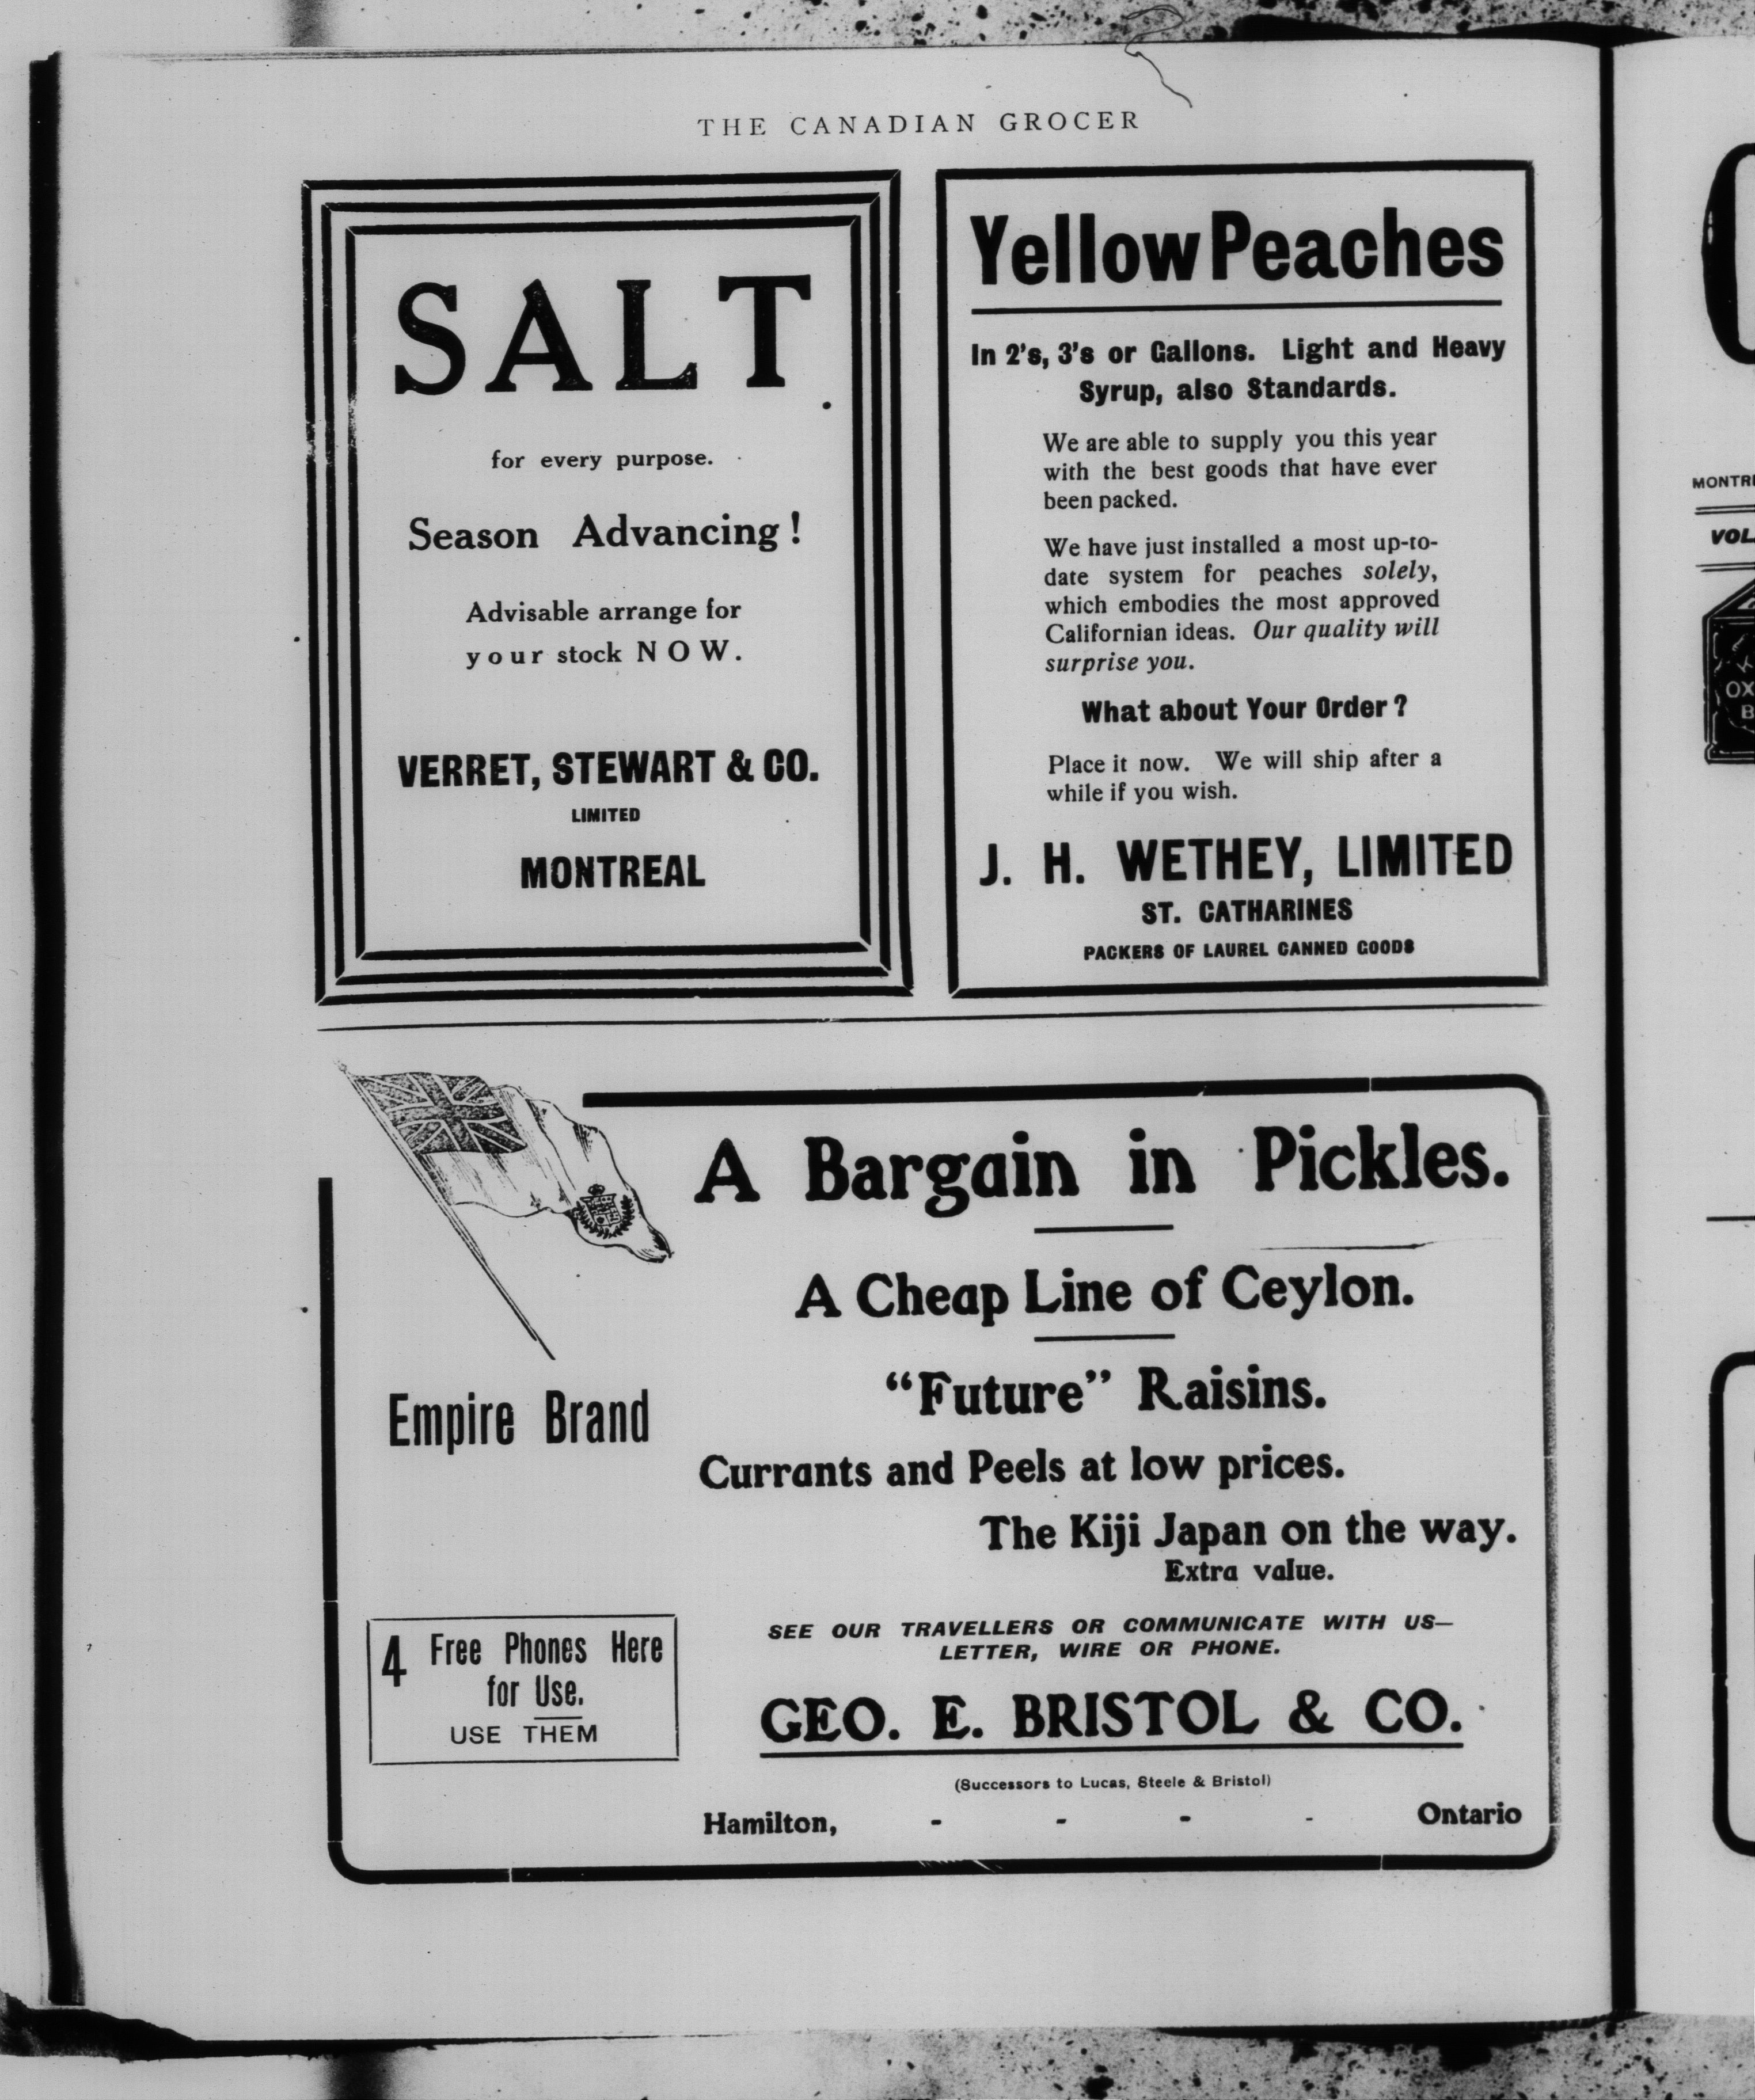 THE CANADIAN GROCER
SALT
for every purpose.
Season Advancing!
Advisable arrange for
your stock NOW.
VERRET, STEWART & CO.
LIMITED
MONTREAL
Yellow Peaches
In 2's, 3's or Gallons. Light and Heavy
Syrup, also Standards.
We are able to supply you this year
with the best goods that have ever
been packed.
We have just installed a most up-to-
date system for peaches solely,
which embodies the most approved
Californian ideas. Our quality will
surprise you.
What about Your Order?
Place it now. We will ship after a
while if you wish.
J. H. WETHEY, LIMITED
ST. CATHARINES
PACKERS OF LAUREL CANNED GOODS
Empire Brand
4 Free Phones Here
for Use.
USE THEM
A Bargain in Pickles.
A Cheap Line of Ceylon.
"Future" Raisins.
Currants and Peels at low prices.
The Kiji Japan on the way.
Extra value.
SEE OUR TRAVELLERS OR COMMUNICATE WITH US—
LETTER, WIRE OR PHONE.
GEO. E. BRISTOL & CO.
(Successors to Lucas, Steele & Bristol)
Hamilton, - - - - Ontario
VOL